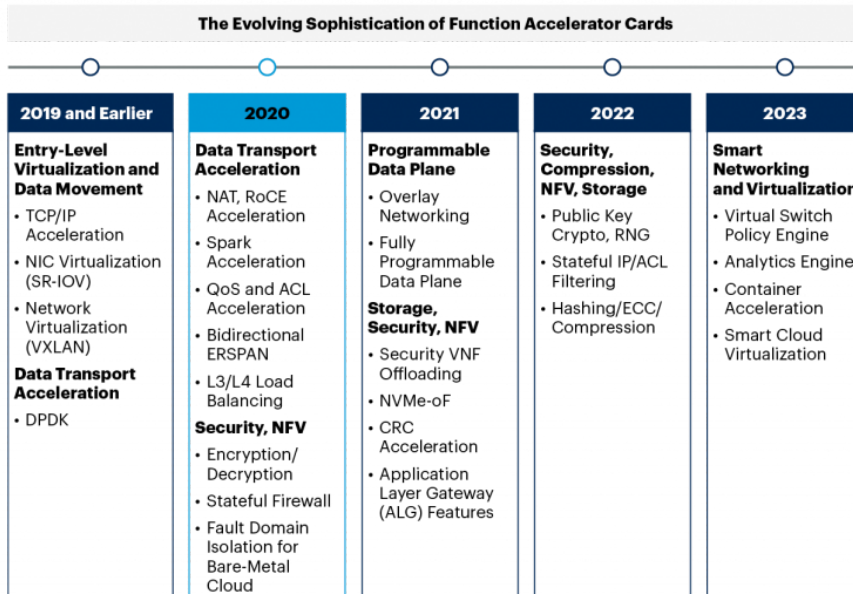 The Evolving Sophistication of Function Accelerator Cards
2019 and Earlier
Entry-Level
Virtualization and
Data Movement
• TCP/IP
Acceleration
• NIC Virtualization
(SR-IOV)
• Network
Virtualization
(VXLAN)
Data Transport
Acceleration
• DPDK
2020
Data Transport
Acceleration
• NAT, RoCE
Acceleration
• Spark
Acceleration
• QoS and ACL
Acceleration
• Bidirectional
ERSPAN
• L3/L4 Load
Balancing
Security, NFV
• Encryption/
Decryption
• Stateful Firewall
• Fault Domain
Isolation for
Bare-Metal
Cloud
2021
Programmable
Data Plane
• Overlay
Networking
• Fully
Programmable
Data Plane
Storage,
Security, NFV
• Security VNF
Offloading
• NVMe-oF
• CRC
Acceleration
• Application
Layer Gateway
(ALG) Features
2022
Security,
Compression,
NFV, Storage
• Public Key
Crypto, RNG
• Stateful IP/ACL
Filtering
• Hashing/ECC/
Compression
2023
Smart
Networking
and Virtualization
• Virtual Switch
Policy Engine
• Analytics Engine
• Container
Acceleration
• Smart Cloud
Virtualization